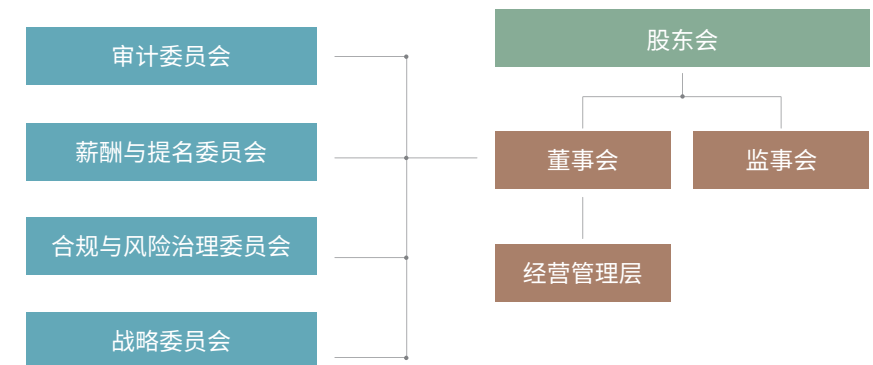 审计委员会
薪酬与提名委员会
合规与风险治理委员会
战略委员会
股东会
董事会
监事会
经营管理层